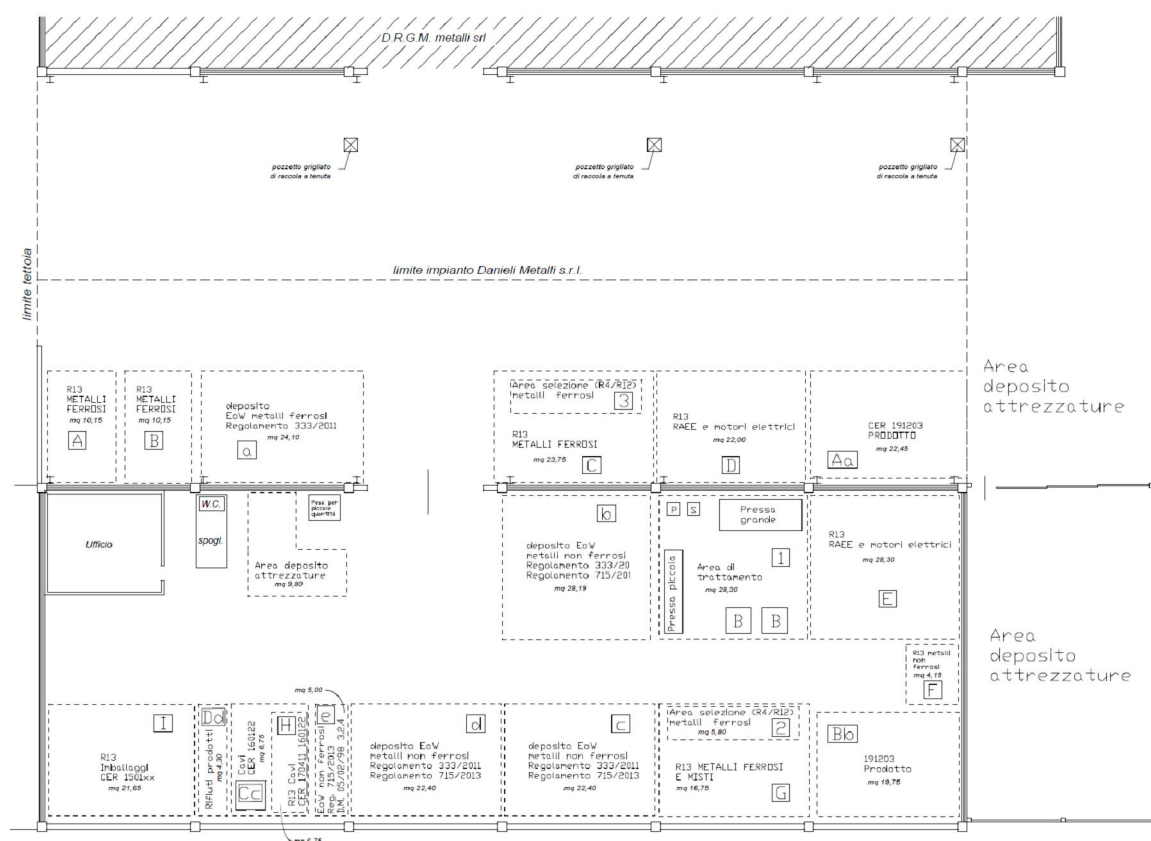 D.R.G.M. metalli srl
pozzetto grigliato
di raccola a tenuta
pozzetto grigliato
di raccola a tenuta
pozzetto grigliato
di raccola a tenuta
limite tettoia
limite impianto Danieli Metalli s.r.l.
R13
METALLI
FERROSI
mq 10,15
A
R13
METALLI
FERROSI
mq 10,15
B
deposito
EoW metalli ferrosi
Regolamento 333/2011
mq 24,10
a
Area selezione (R4/R12)
metalli ferrosi
3
R13
METALLI FERROSI
mq 23,75
C
R13
RAEE e motori elettrici
mq 22,00
D
CER 191203
PRODOTTO
mq 22,45
Aa
Area
deposito
attrezzature
Ufficio
W.C.
spogl.
Pesa per
piccole
quantità
Area deposito
attrezzature
mq 9,80
b
deposito EoW
metalli non ferrosi
Regolamento 333/20
Regolamento 715/201
mq 28,19
P
S
Pressa
grande
1
Pressa piccola
Area di
trattamento
mq 28,30
B
B
R13
RAEE e motori elettrici
mq 28,30
E
R13 metalli
non
ferrosi
mq 4,15
F
Area
deposito
attrezzature
I
R13
Imballaggi
CER 1501xx
mq 21,65
Dd
Rifiuti prodotti
mq 4,30
Cavi
CER 160122
mq 6,75
Cc
H
R13 Cavi
CER 170411 160122
mq 6,75
mq 5,00
e
EoW non ferrosi
Reg. 715/2013
D.M. 05/02/98 3.2.4
d
deposito EoW
metalli non ferrosi
Regolamento 333/2011
Regolamento 715/2013
mq 22,40
c
deposito EoW
metalli non ferrosi
Regolamento 333/2011
Regolamento 715/2013
mq 22,40
Area selezione (R4/R12)
metalli ferrosi
mq 5,80
2
R13 METALLI FERROSI
E MISTI
mq 16,75
G
Bb
191203
Prodotto
mq 19,75